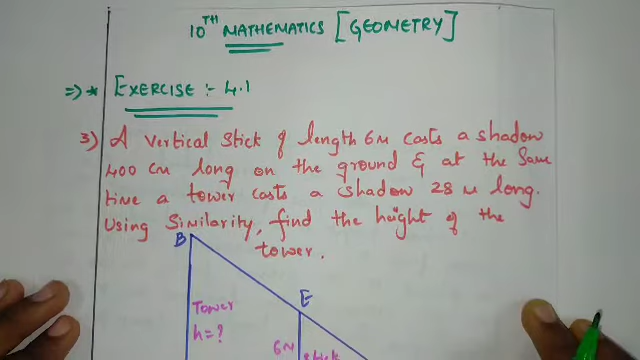 10TH MATHEMATICS [GEOMETRY]
=> * EXERCISE :- 4.1
3) A vertical stick of length 6M casts a shadow
400 CM long on the ground & at the same
time a tower casts a shadow 28 M long.
Using Similarity, find the height of the
tower.
B
E
Tower
h=?
6M
stick